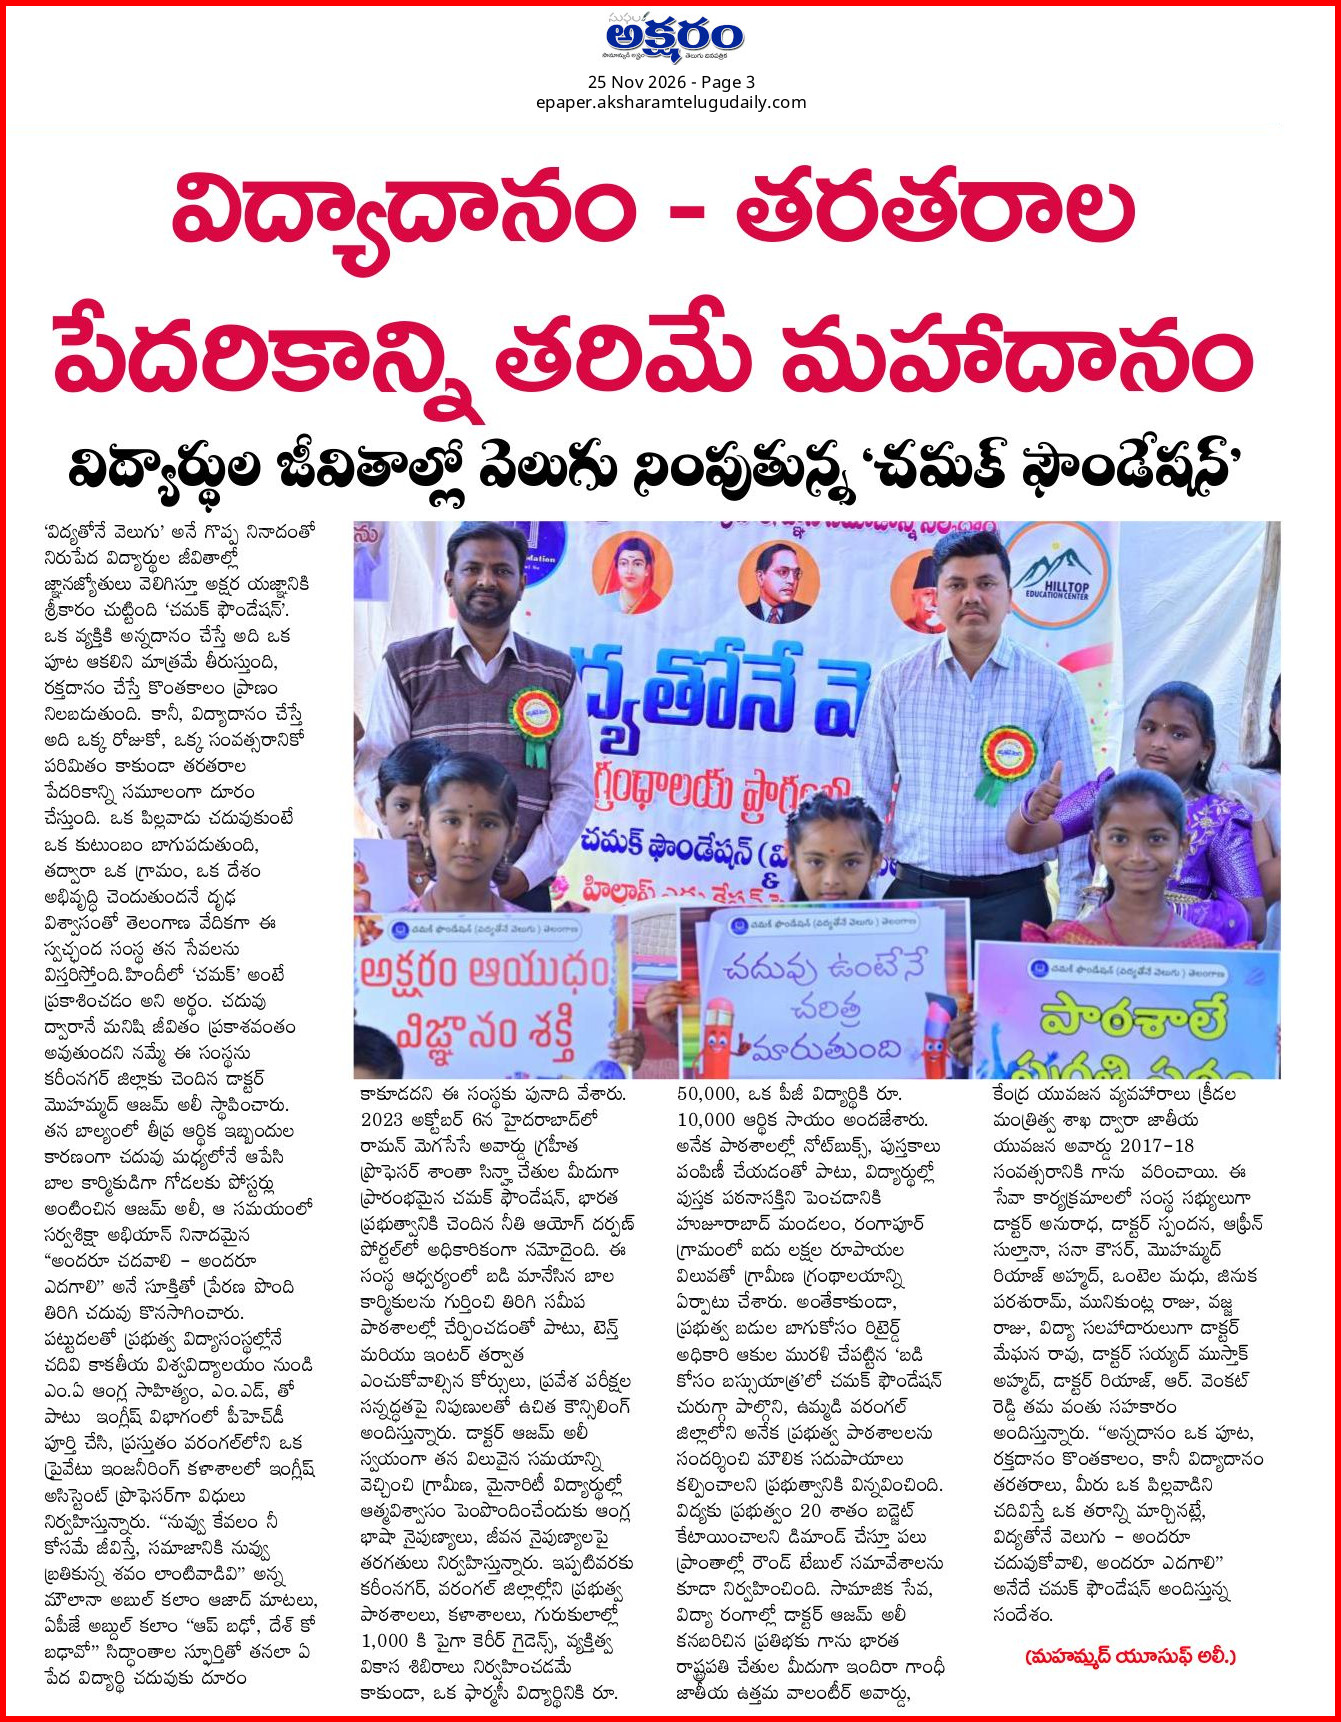 అక్షరం
సామాన్యుడి లక్ష్యం
తెలుగు దినపత్రిక
25 Nov 2026 - Page 3
epaper.aksharamtelugudaily.com
విద్యాదానం - తరతరాల
పేదరికాన్ని తరిమే మహాదానం
విద్యార్థుల జీవితాల్లో వెలుగు నింపుతున్న ‘చమక్ ఫౌండేషన్’
‘విద్యతోనే వెలుగు’ అనే గొప్ప నినాదంతో
నిరుపేద విద్యార్థుల జీవితాల్లో
జ్ఞానజ్యోతులు వెలిగిస్తూ అక్షర యజ్ఞానికి
శ్రీకారం చుట్టింది ‘చమక్ ఫౌండేషన్’.
ఒక వ్యక్తికి అన్నదానం చేస్తే అది ఒక
పూట ఆకలిని మాత్రమే తీరుస్తుంది,
రక్తదానం చేస్తే కొంతకాలం ప్రాణం
నిలబడుతుంది. కానీ, విద్యాదానం చేస్తే
అది ఒక్క రోజుకో, ఒక్క సంవత్సరానికో
పరిమితం కాకుండా తరతరాల
పేదరికాన్ని సమూలంగా దూరం
చేస్తుంది. ఒక పిల్లవాడు చదువుకుంటే
ఒక కుటుంబం బాగుపడుతుంది,
తద్వారా ఒక గ్రామం, ఒక దేశం
అభివృద్ధి చెందుతుందనే దృఢ
విశ్వాసంతో తెలంగాణ వేదికగా ఈ
స్వచ్ఛంద సంస్థ తన సేవలను
విస్తరిస్తోంది.హిందీలో ‘చమక్’ అంటే
ప్రకాశించడం అని అర్థం. చదువు
ద్వారానే మనిషి జీవితం ప్రకాశవంతం
అవుతుందని నమ్మే ఈ సంస్థను
కరీంనగర్ జిల్లాకు చెందిన డాక్టర్
మొహమ్మద్ ఆజమ్ అలీ స్థాపించారు.
తన బాల్యంలో తీవ్ర ఆర్థిక ఇబ్బందుల
కారణంగా చదువు మధ్యలోనే ఆపేసి
బాల కార్మికుడిగా గోడలకు పోస్టర్లు
అంటించిన ఆజమ్ అలీ, ఆ సమయంలో
సర్వశిక్షా అభియాన్ నినాదమైన
“అందరూ చదవాలి - అందరూ
ఎదగాలి” అనే సూక్తితో ప్రేరణ పొంది
తిరిగి చదువు కొనసాగించారు.
పట్టుదలతో ప్రభుత్వ విద్యాసంస్థల్లోనే
చదివి కాకతీయ విశ్వవిద్యాలయం నుండి
ఎం.ఏ ఆంగ్ల సాహిత్యం, ఎం.ఎడ్, తో
పాటు ఇంగ్లీష్ విభాగంలో పీహెచ్‌డీ
పూర్తి చేసి, ప్రస్తుతం వరంగల్‌లోని ఒక
ప్రైవేటు ఇంజనీరింగ్ కళాశాలలో ఇంగ్లీష్
అసిస్టెంట్ ప్రొఫెసర్‌గా విధులు
నిర్వహిస్తున్నారు. “నువ్వు కేవలం నీ
కోసమే జీవిస్తే, సమాజానికి నువ్వు
బ్రతికున్న శవం లాంటివాడివి” అన్న
మౌలానా అబుల్ కలాం ఆజాద్ మాటలు,
ఏపీజే అబ్దుల్ కలాం “ఆప్ బఢో, దేశ్ కో
బఢావో” సిద్ధాంతాల స్ఫూర్తితో తనలా ఏ
పేద విద్యార్థి చదువుకు దూరం
ndation
HILLTOP
EDUCATION CENTER
ద్యతోనే వె
గ్రంథాలయ ప్రారంభ
చమక్ ఫౌండేషన్ (వి
&
చమక్ ఫౌండేషన్ (విద్యతోనే వెలుగు ) తెలంగాణ
అక్షరం ఆయుధం
విజ్ఞానం శక్తి
చమక్ ఫౌండేషన్ (విద్యతోనే వెలుగు ) తెలంగాణ
చదువు ఉంటేనే
చరిత్ర
మారుతుంది
చమక్ ఫౌండేషన్ (విద్యతోనే వెలుగు ) తెలంగాణ
పాఠశాలే
కాకూడదని ఈ సంస్థకు పునాది వేశారు.
2023 అక్టోబర్ 6న హైదరాబాద్‌లో
రామన్ మెగసేసే అవార్డు గ్రహీత
ప్రొఫెసర్ శాంతా సిన్హా చేతుల మీదుగా
ప్రారంభమైన చమక్ ఫౌండేషన్, భారత
ప్రభుత్వానికి చెందిన నీతి ఆయోగ్ దర్పణ్
పోర్టల్‌లో అధికారికంగా నమోదైంది. ఈ
సంస్థ ఆధ్వర్యంలో బడి మానేసిన బాల
కార్మికులను గుర్తించి తిరిగి సమీప
పాఠశాలల్లో చేర్పించడంతో పాటు, టెన్త్
మరియు ఇంటర్ తర్వాత
ఎంచుకోవాల్సిన కోర్సులు, ప్రవేశ పరీక్షల
సన్నద్ధతపై నిపుణులతో ఉచిత కౌన్సిలింగ్
అందిస్తున్నారు. డాక్టర్ ఆజమ్ అలీ
స్వయంగా తన విలువైన సమయాన్ని
వెచ్చించి గ్రామీణ, మైనారిటీ విద్యార్థుల్లో
ఆత్మవిశ్వాసం పెంపొందించేందుకు ఆంగ్ల
భాషా నైపుణ్యాలు, జీవన నైపుణ్యాలపై
తరగతులు నిర్వహిస్తున్నారు. ఇప్పటివరకు
కరీంనగర్, వరంగల్ జిల్లాల్లోని ప్రభుత్వ
పాఠశాలలు, కళాశాలలు, గురుకులాల్లో
1,000 కి పైగా కెరీర్ గైడెన్స్, వ్యక్తిత్వ
వికాస శిబిరాలు నిర్వహించడమే
కాకుండా, ఒక ఫార్మసీ విద్యార్థినికి రూ.
50,000, ఒక పీజీ విద్యార్థికి రూ.
10,000 ఆర్థిక సాయం అందజేశారు.
అనేక పాఠశాలల్లో నోట్‌బుక్స్, పుస్తకాలు
పంపిణీ చేయడంతో పాటు, విద్యార్థుల్లో
పుస్తక పఠనాసక్తిని పెంచడానికి
హుజూరాబాద్ మండలం, రంగాపూర్
గ్రామంలో ఐదు లక్షల రూపాయల
విలువతో గ్రామీణ గ్రంథాలయాన్ని
ఏర్పాటు చేశారు. అంతేకాకుండా,
ప్రభుత్వ బడుల బాగుకోసం రిటైర్డ్
అధికారి ఆకుల మురళి చేపట్టిన ‘బడి
కోసం బస్సుయాత్ర’లో చమక్ ఫౌండేషన్
చురుగ్గా పాల్గొని, ఉమ్మడి వరంగల్
జిల్లాలోని అనేక ప్రభుత్వ పాఠశాలలను
సందర్శించి మౌలిక సదుపాయాలు
కల్పించాలని ప్రభుత్వానికి విన్నవించింది.
విద్యకు ప్రభుత్వం 20 శాతం బడ్జెట్
కేటాయించాలని డిమాండ్ చేస్తూ పలు
ప్రాంతాల్లో రౌండ్ టేబుల్ సమావేశాలను
కూడా నిర్వహించింది. సామాజిక సేవ,
విద్యా రంగాల్లో డాక్టర్ ఆజమ్ అలీ
కనబరిచిన ప్రతిభకు గాను భారత
రాష్ట్రపతి చేతుల మీదుగా ఇందిరా గాంధీ
జాతీయ ఉత్తమ వాలంటీర్ అవార్డు,
కేంద్ర యువజన వ్యవహారాలు క్రీడల
మంత్రిత్వ శాఖ ద్వారా జాతీయ
యువజన అవార్డు 2017-18
సంవత్సరానికి గాను వరించాయి. ఈ
సేవా కార్యక్రమాలలో సంస్థ సభ్యులుగా
డాక్టర్ అనురాధ, డాక్టర్ స్పందన, ఆఫ్రీన్
సుల్తానా, సనా కౌసర్, మొహమ్మద్
రియాజ్ అహ్మద్, ఒంటెల మధు, జినుక
పరశురామ్, మునికుంట్ల రాజు, వజ్జ
రాజు, విద్యా సలహాదారులుగా డాక్టర్
మేఘన రావు, డాక్టర్ సయ్యద్ ముస్తాక్
అహ్మద్, డాక్టర్ రియాజ్, ఆర్. వెంకట్
రెడ్డి తమ వంతు సహకారం
అందిస్తున్నారు. “అన్నదానం ఒక పూట,
రక్తదానం కొంతకాలం, కానీ విద్యాదానం
తరతరాలు, మీరు ఒక పిల్లవాడిని
చదివిస్తే ఒక తరాన్ని మార్చినట్లే,
విద్యతోనే వెలుగు - అందరూ
చదువుకోవాలి, అందరూ ఎదగాలి”
అనేదే చమక్ ఫౌండేషన్ అందిస్తున్న
సందేశం.
(మహమ్మద్ యూసుఫ్ అలీ.)